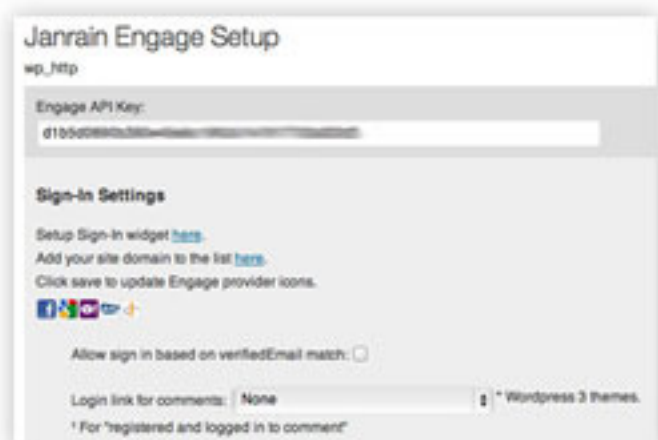 Janrain Engage Setup
wp_http
Engage API Key:
Sign-In Settings
Setup Sign-In widget here.
Add your site domain to the list here.
Click save to update Engage provider icons.
Allow sign in based on verifiedEmail match:
Login link for comments: None * Wordpress 3 themes.
* For "registered and logged in to comment"